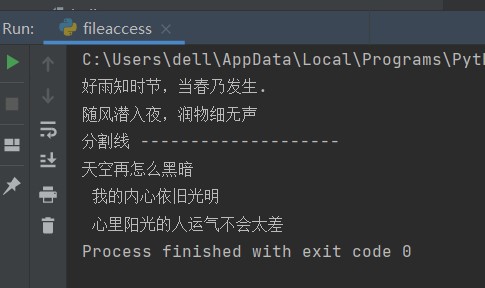 Run: fileaccess
C:\Users\dell\AppData\Local\Programs\Pyth
好雨知时节，当春乃发生.
随风潜入夜，润物细无声
分割线 --------------------
天空再怎么黑暗
我的内心依旧光明
心里阳光的人运气不会太差
Process finished with exit code 0